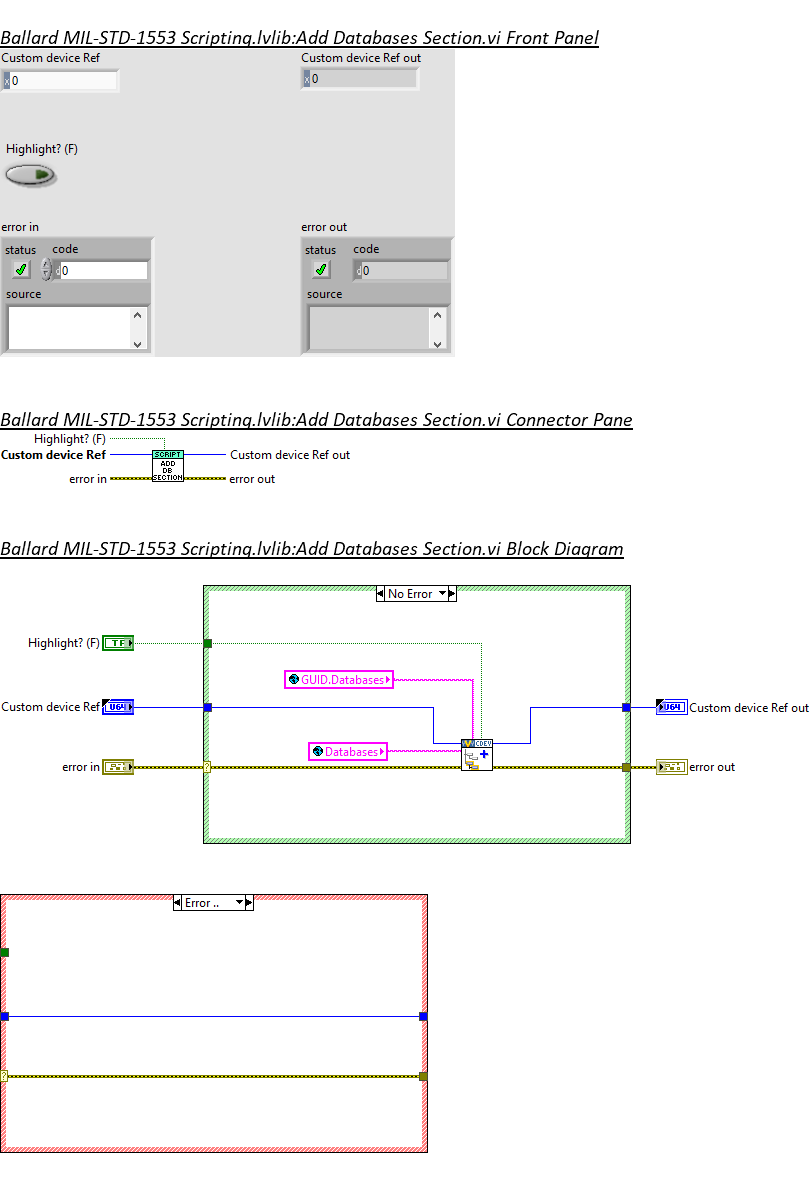 Ballard MIL-STD-1553 Scripting.lvlib:Add Databases Section.vi Front Panel
Custom device Ref
Custom device Ref out
x 0
x 0
Highlight? (F)
error in
error out
status code
status code
d 0
d 0
source
source
Ballard MIL-STD-1553 Scripting.lvlib:Add Databases Section.vi Connector Pane
Highlight? (F)
Custom device Ref
SCRIPT
ADD
DB
SECTION
Custom device Ref out
error in
error out
Ballard MIL-STD-1553 Scripting.lvlib:Add Databases Section.vi Block Diagram
No Error
Highlight? (F)
TF
GUID.Databases
Custom device Ref
U64
U64
Custom device Ref out
Databases
CDEV
error in
?
error out
Error ..
?